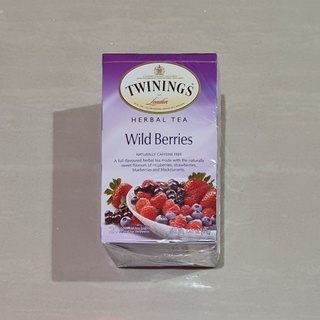 TWININGS
London
HERBAL TEA
Wild Berries
NATURALLY CAFFEINE FREE
A full-flavoured herbal tea made with the naturally
sweet flavours of raspberries, strawberries,
blueberries and blackcurrants.